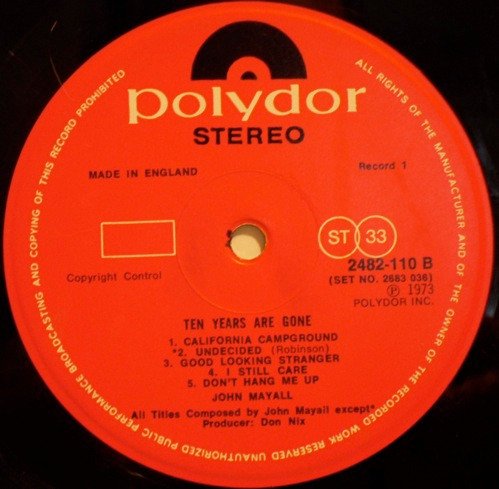 polydor
STEREO
MADE IN ENGLAND
Record 1
ST 33
2482-110 B
(SET NO. 2683 036)
Copyright Control
Ⓟ 1973
POLYDOR INC.
TEN YEARS ARE GONE
1. CALIFORNIA CAMPGROUND
*2. UNDECIDED (Robinson)
3. GOOD LOOKING STRANGER
4. I STILL CARE
5. DON'T HANG ME UP
JOHN MAYALL
All Titles Composed by John Mayall except*
Producer: Don Nix
ALL RIGHTS OF THE MANUFACTURER AND OF THE OWNER OF THE RECORDED WORK RESERVED UNAUTHORIZED PUBLIC PERFORMANCE BROADCASTING AND COPYING OF THIS RECORD PROHIBITED